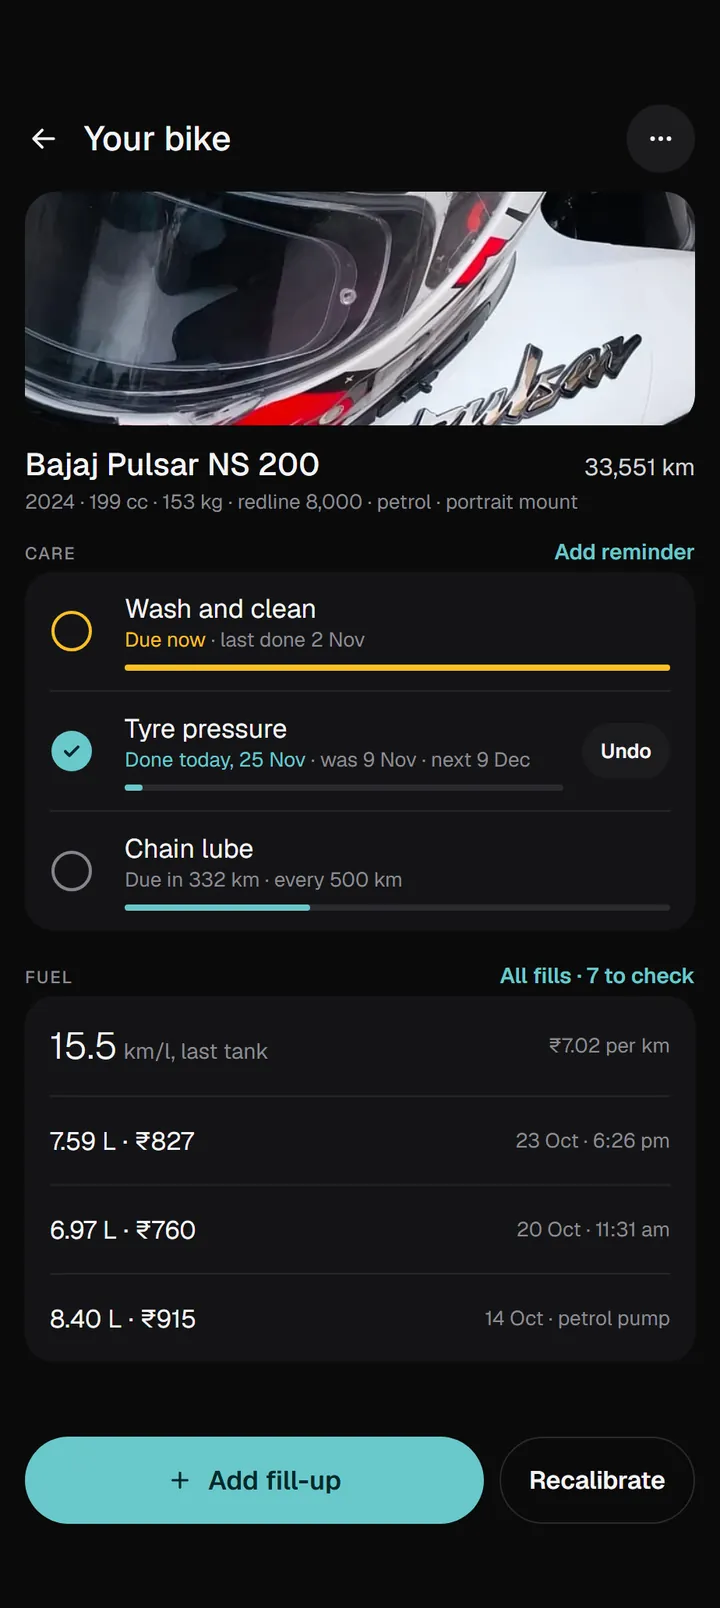 Your bike
pulsar
Bajaj Pulsar NS 200
33,551 km
2024 · 199 cc · 153 kg · redline 8,000 · petrol · portrait mount
CARE
Add reminder
Wash and clean
Due now · last done 2 Nov
Tyre pressure
Done today, 25 Nov · was 9 Nov · next 9 Dec
Undo
Chain lube
Due in 332 km · every 500 km
FUEL
All fills · 7 to check
15.5 km/l, last tank
₹7.02 per km
7.59 L · ₹827
23 Oct · 6:26 pm
6.97 L · ₹760
20 Oct · 11:31 am
8.40 L · ₹915
14 Oct · petrol pump
+ Add fill-up
Recalibrate